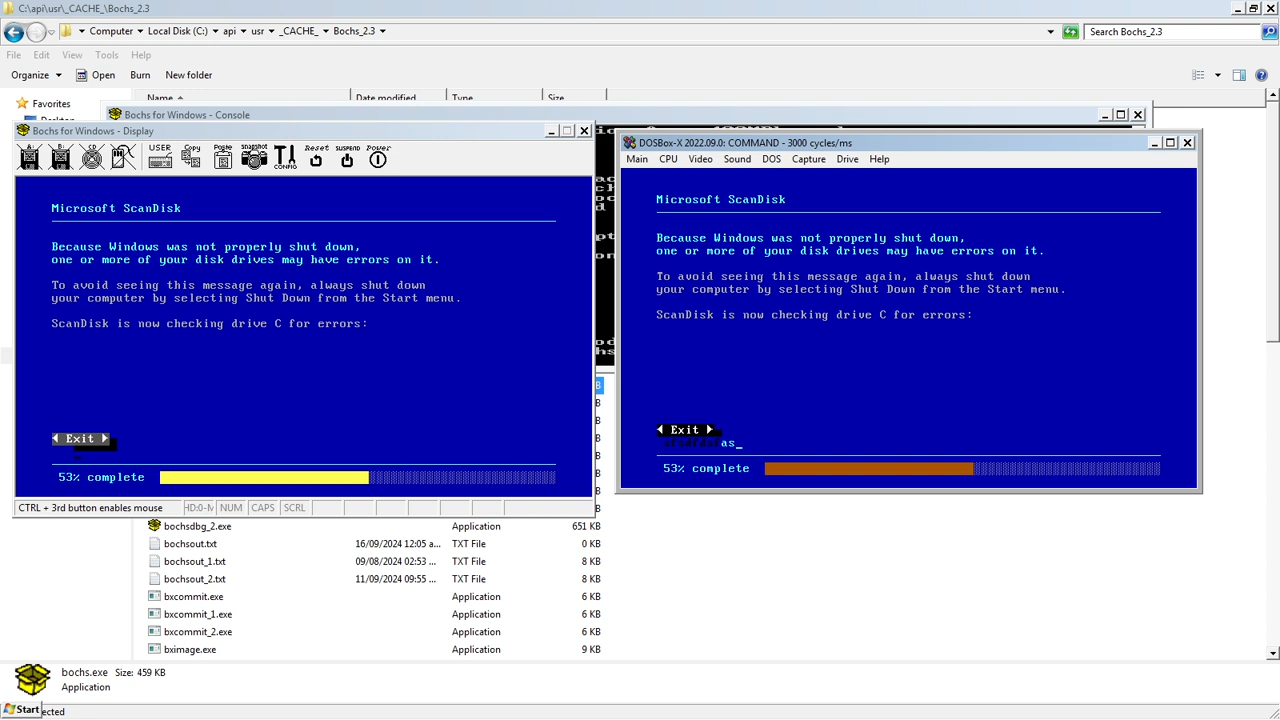 C:\api\usr\_CACHE_\Bochs_2.3
Computer Local Disk (C:) api usr _CACHE_ Bochs_2.3
Search Bochs_2.3
File Edit View Tools Help
Organize Open Burn New folder
Favorites
Name Date modified Type Size
Bochs for Windows - Console
Bochs for Windows - Display
USER Copy Paste snapshot CONFIG Reset SUSPEND Power
Microsoft ScanDisk
Because Windows was not properly shut down,
one or more of your disk drives may have errors on it.
To avoid seeing this message again, always shut down
your computer by selecting Shut Down from the Start menu.
ScanDisk is now checking drive C for errors:
Exit
53% complete
CTRL + 3rd button enables mouse HD:0-M NUM CAPS SCRL
DOSBox-X 2022.09.0: COMMAND - 3000 cycles/ms
Main CPU Video Sound DOS Capture Drive Help
Microsoft ScanDisk
Because Windows was not properly shut down,
one or more of your disk drives may have errors on it.
To avoid seeing this message again, always shut down
your computer by selecting Shut Down from the Start menu.
ScanDisk is now checking drive C for errors:
Exit
as_
53% complete
bochsdbg_2.exe Application 651 KB
bochsout.txt 16/09/2024 12:05 a... TXT File 0 KB
bochsout_1.txt 09/08/2024 02:53 ... TXT File 8 KB
bochsout_2.txt 11/09/2024 09:55 ... TXT File 8 KB
bxcommit.exe Application 6 KB
bxcommit_1.exe Application 6 KB
bxcommit_2.exe Application 6 KB
bximage.exe Application 9 KB
bochs.exe Size: 459 KB
Application
Start ected